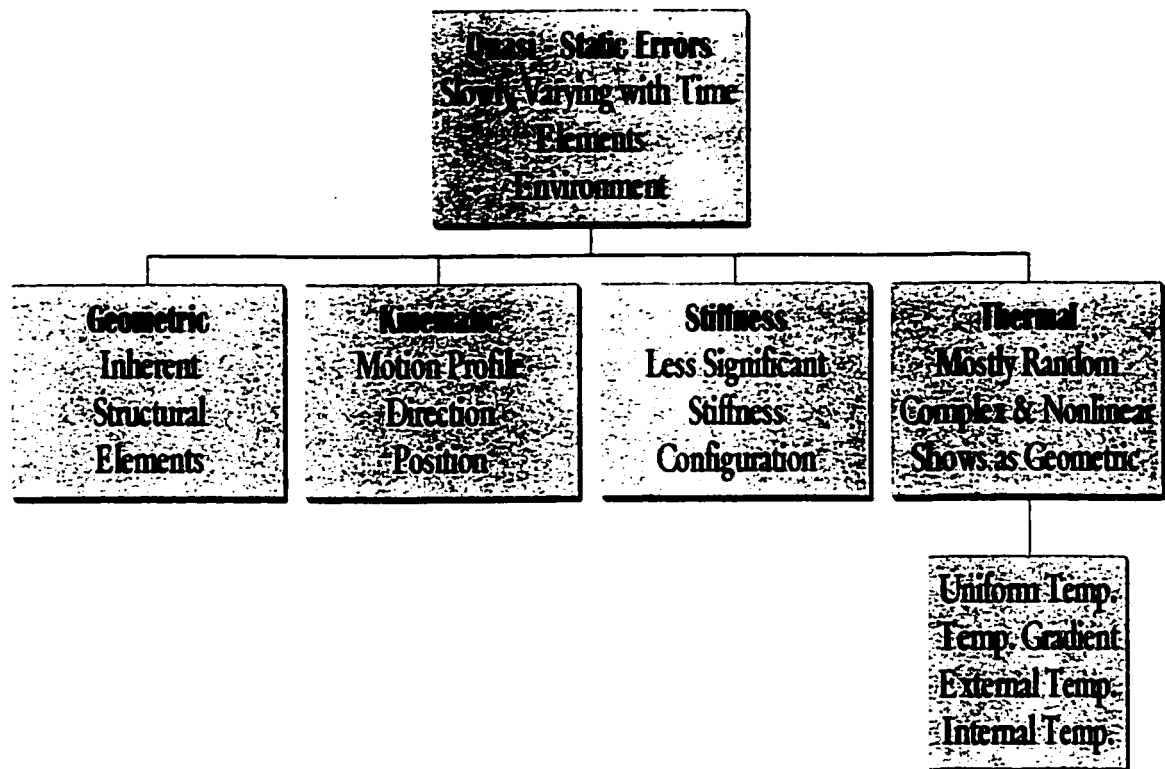 Quasi - Static Errors
Slowly Varying with Time
Elements
Environment
Geometric
Inherent
Structural
Elements
Kinematic
Motion Profile
Direction
Position
Stiffness
Less Significant
Stiffness
Configuration
Thermal
Mostly Random
Complex & Nonlinear
Shows as Geometric
Uniform Temp.
Temp. Gradient
External Temp.
Internal Temp.